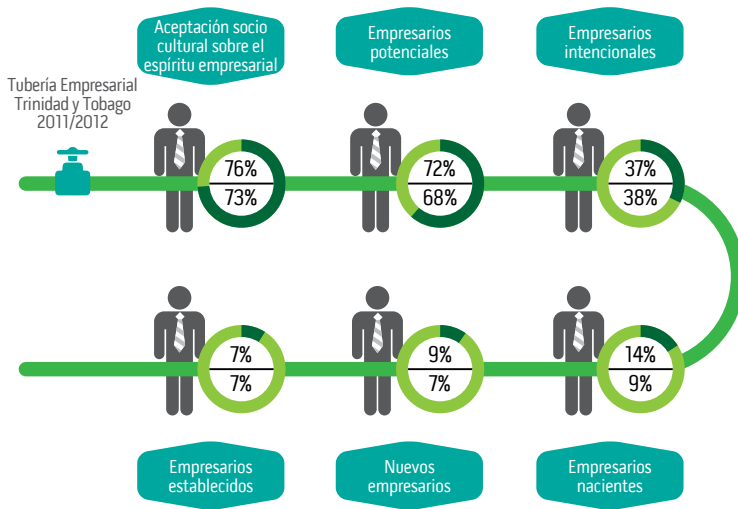 Tubería Empresarial
Trinidad y Tobago
2011/2012
Aceptación socio
cultural sobre el
espíritu empresarial
76%
73%
Empresarios
potenciales
72%
68%
Empresarios
intencionales
37%
38%
14%
9%
Empresarios
nacientes
9%
7%
Nuevos
empresarios
7%
7%
Empresarios
establecidos